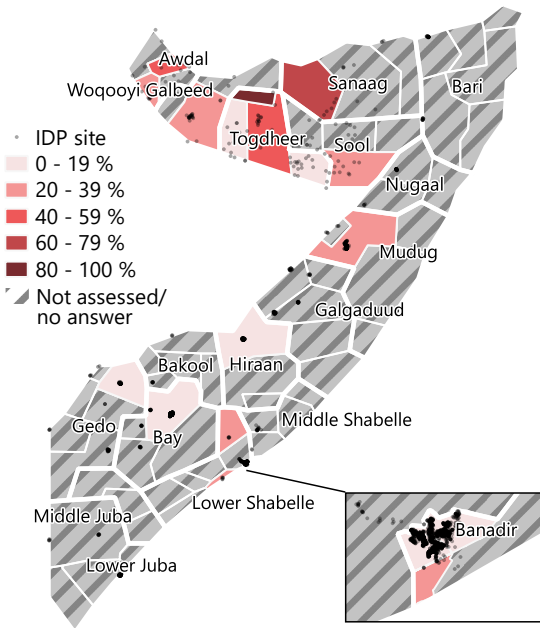 Awdal
Woqooyi Galbeed
Sanaag
Bari
Togdheer
Sool
Nugaal
Mudug
Galgaduud
IDP site
0 - 19 %
20 - 39 %
40 - 59 %
60 - 79 %
80 - 100 %
Not assessed/
no answer
Bakool
Hiraan
Gedo
Bay
Middle Shabelle
Lower Shabelle
Middle Juba
Lower Juba
Banadir